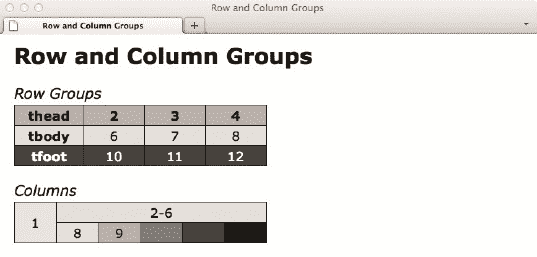 Row and Column Groups
Row and Column Groups +
Row and Column Groups
Row Groups
thead 2 3 4
tbody 6 7 8
tfoot 10 11 12
Columns
1 2-6
8 9